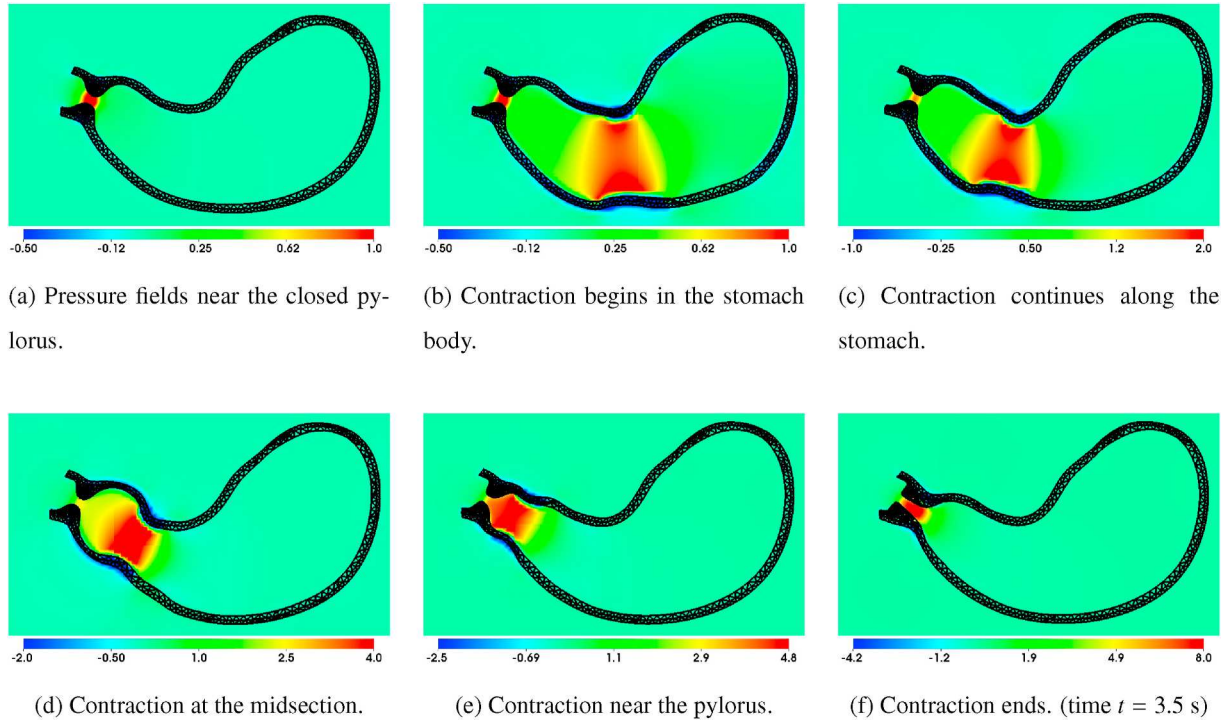 -0.50 -0.12 0.25 0.62 1.0
-0.50 -0.12 0.25 0.62 1.0
-1.0 -0.25 0.50 1.2 2.0
(a) Pressure fields near the closed py-
lorus.
(b) Contraction begins in the stomach
body.
(c) Contraction continues along the
stomach.
-2.0 -0.50 1.0 2.5 4.0
-2.5 -0.69 1.1 2.9 4.8
-4.2 -1.2 1.9 4.9 8.0
(d) Contraction at the midsection.
(e) Contraction near the pylorus.
(f) Contraction ends. (time t = 3.5 s)